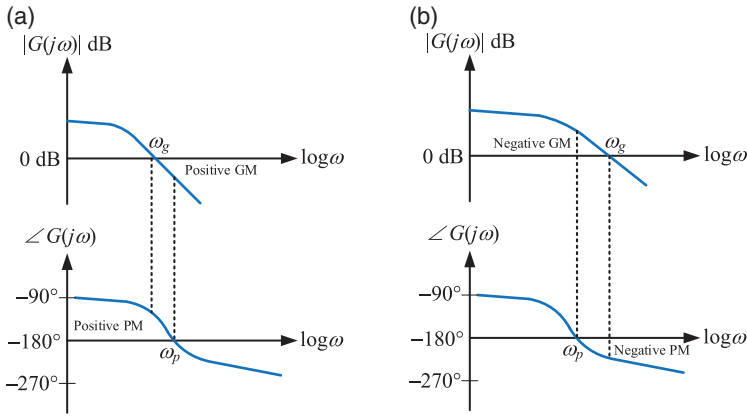 (a)
|G(jω)| dB
ω_g
0 dB
Positive GM
logω
∠G(jω)
−90°
Positive PM
−180°
ω_p
logω
−270°
(b)
|G(jω)| dB
Negative GM
ω_g
0 dB
logω
∠G(jω)
−90°
−180°
ω_p
Negative PM
logω
−270°